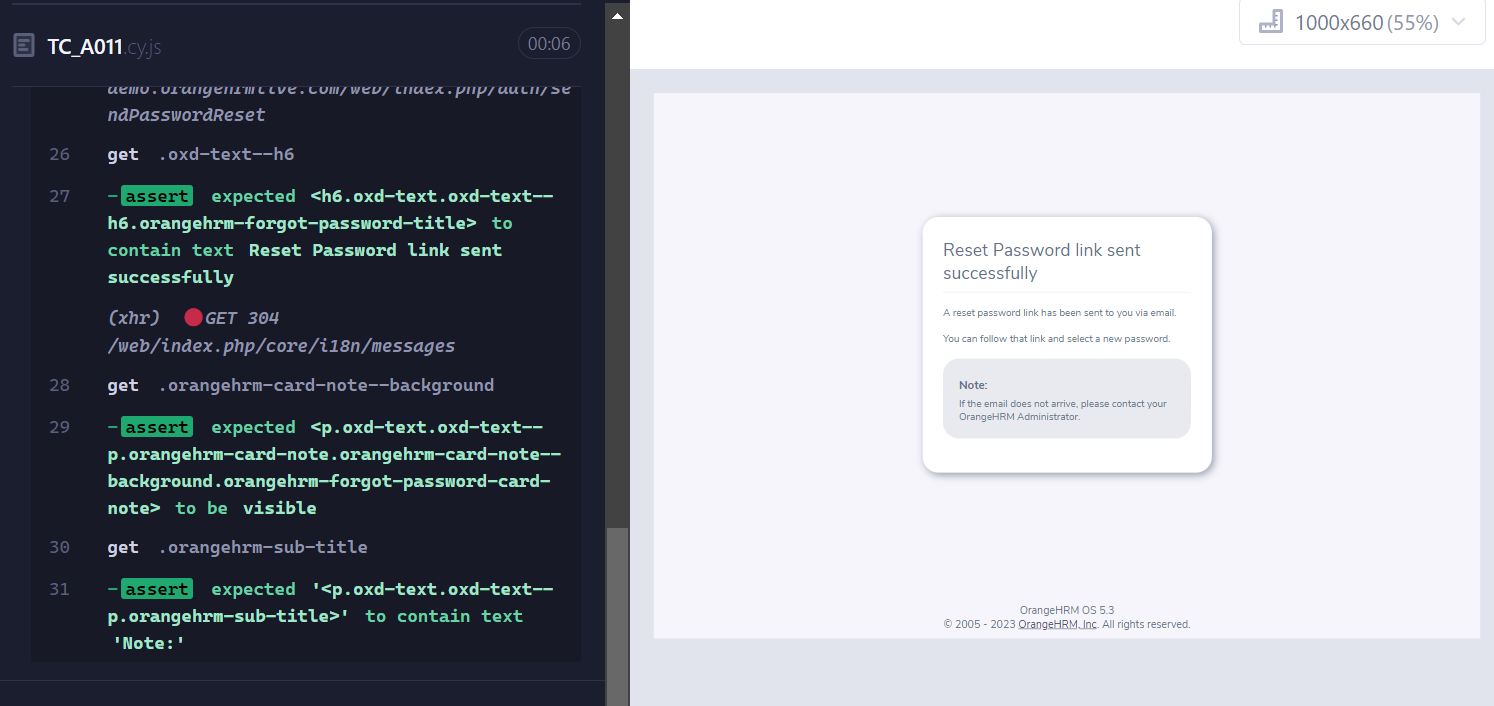 TC_A011.cy.js
00:06
demo.orangehrmlive.com/web/index.php/auth/se
ndPasswordReset
26 get .oxd-text--h6
27 -assert expected <h6.oxd-text.oxd-text--
h6.orangehrm-forgot-password-title> to
contain text Reset Password link sent
successfully
(xhr) GET 304
/web/index.php/core/i18n/messages
28 get .orangehrm-card-note--background
29 -assert expected <p.oxd-text.oxd-text--
p.orangehrm-card-note.orangehrm-card-note--
background.orangehrm-forgot-password-card-
note> to be visible
30 get .orangehrm-sub-title
31 -assert expected '<p.oxd-text.oxd-text--
p.orangehrm-sub-title>' to contain text
'Note:'
1000x660 (55%)
Reset Password link sent
successfully
A reset password link has been sent to you via email.
You can follow that link and select a new password.
Note:
If the email does not arrive, please contact your
OrangeHRM Administrator.
OrangeHRM OS 5.3
© 2005 - 2023 OrangeHRM, Inc. All rights reserved.